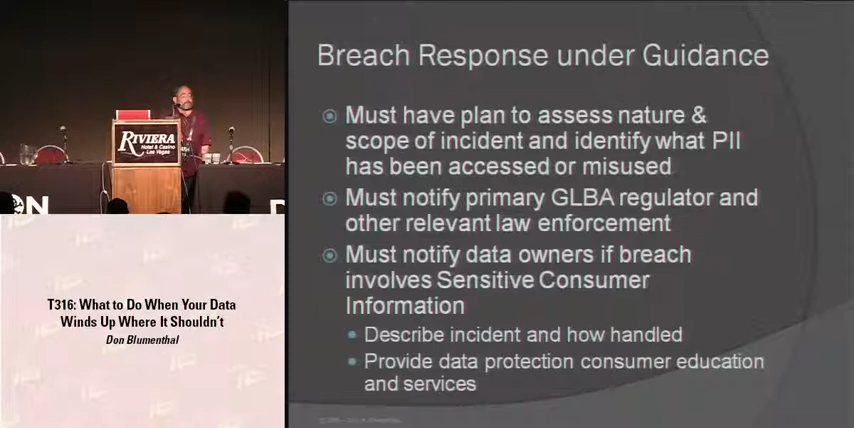 RIVIERA
Hotel & Casino
Las Vegas
T316: What to Do When Your Data
Winds Up Where It Shouldn't
Don Blumenthal
Breach Response under Guidance
Must have plan to assess nature &
scope of incident and identify what PII
has been accessed or misused
Must notify primary GLBA regulator and
other relevant law enforcement
Must notify data owners if breach
involves Sensitive Consumer
Information
Describe incident and how handled
Provide data protection consumer education
and services